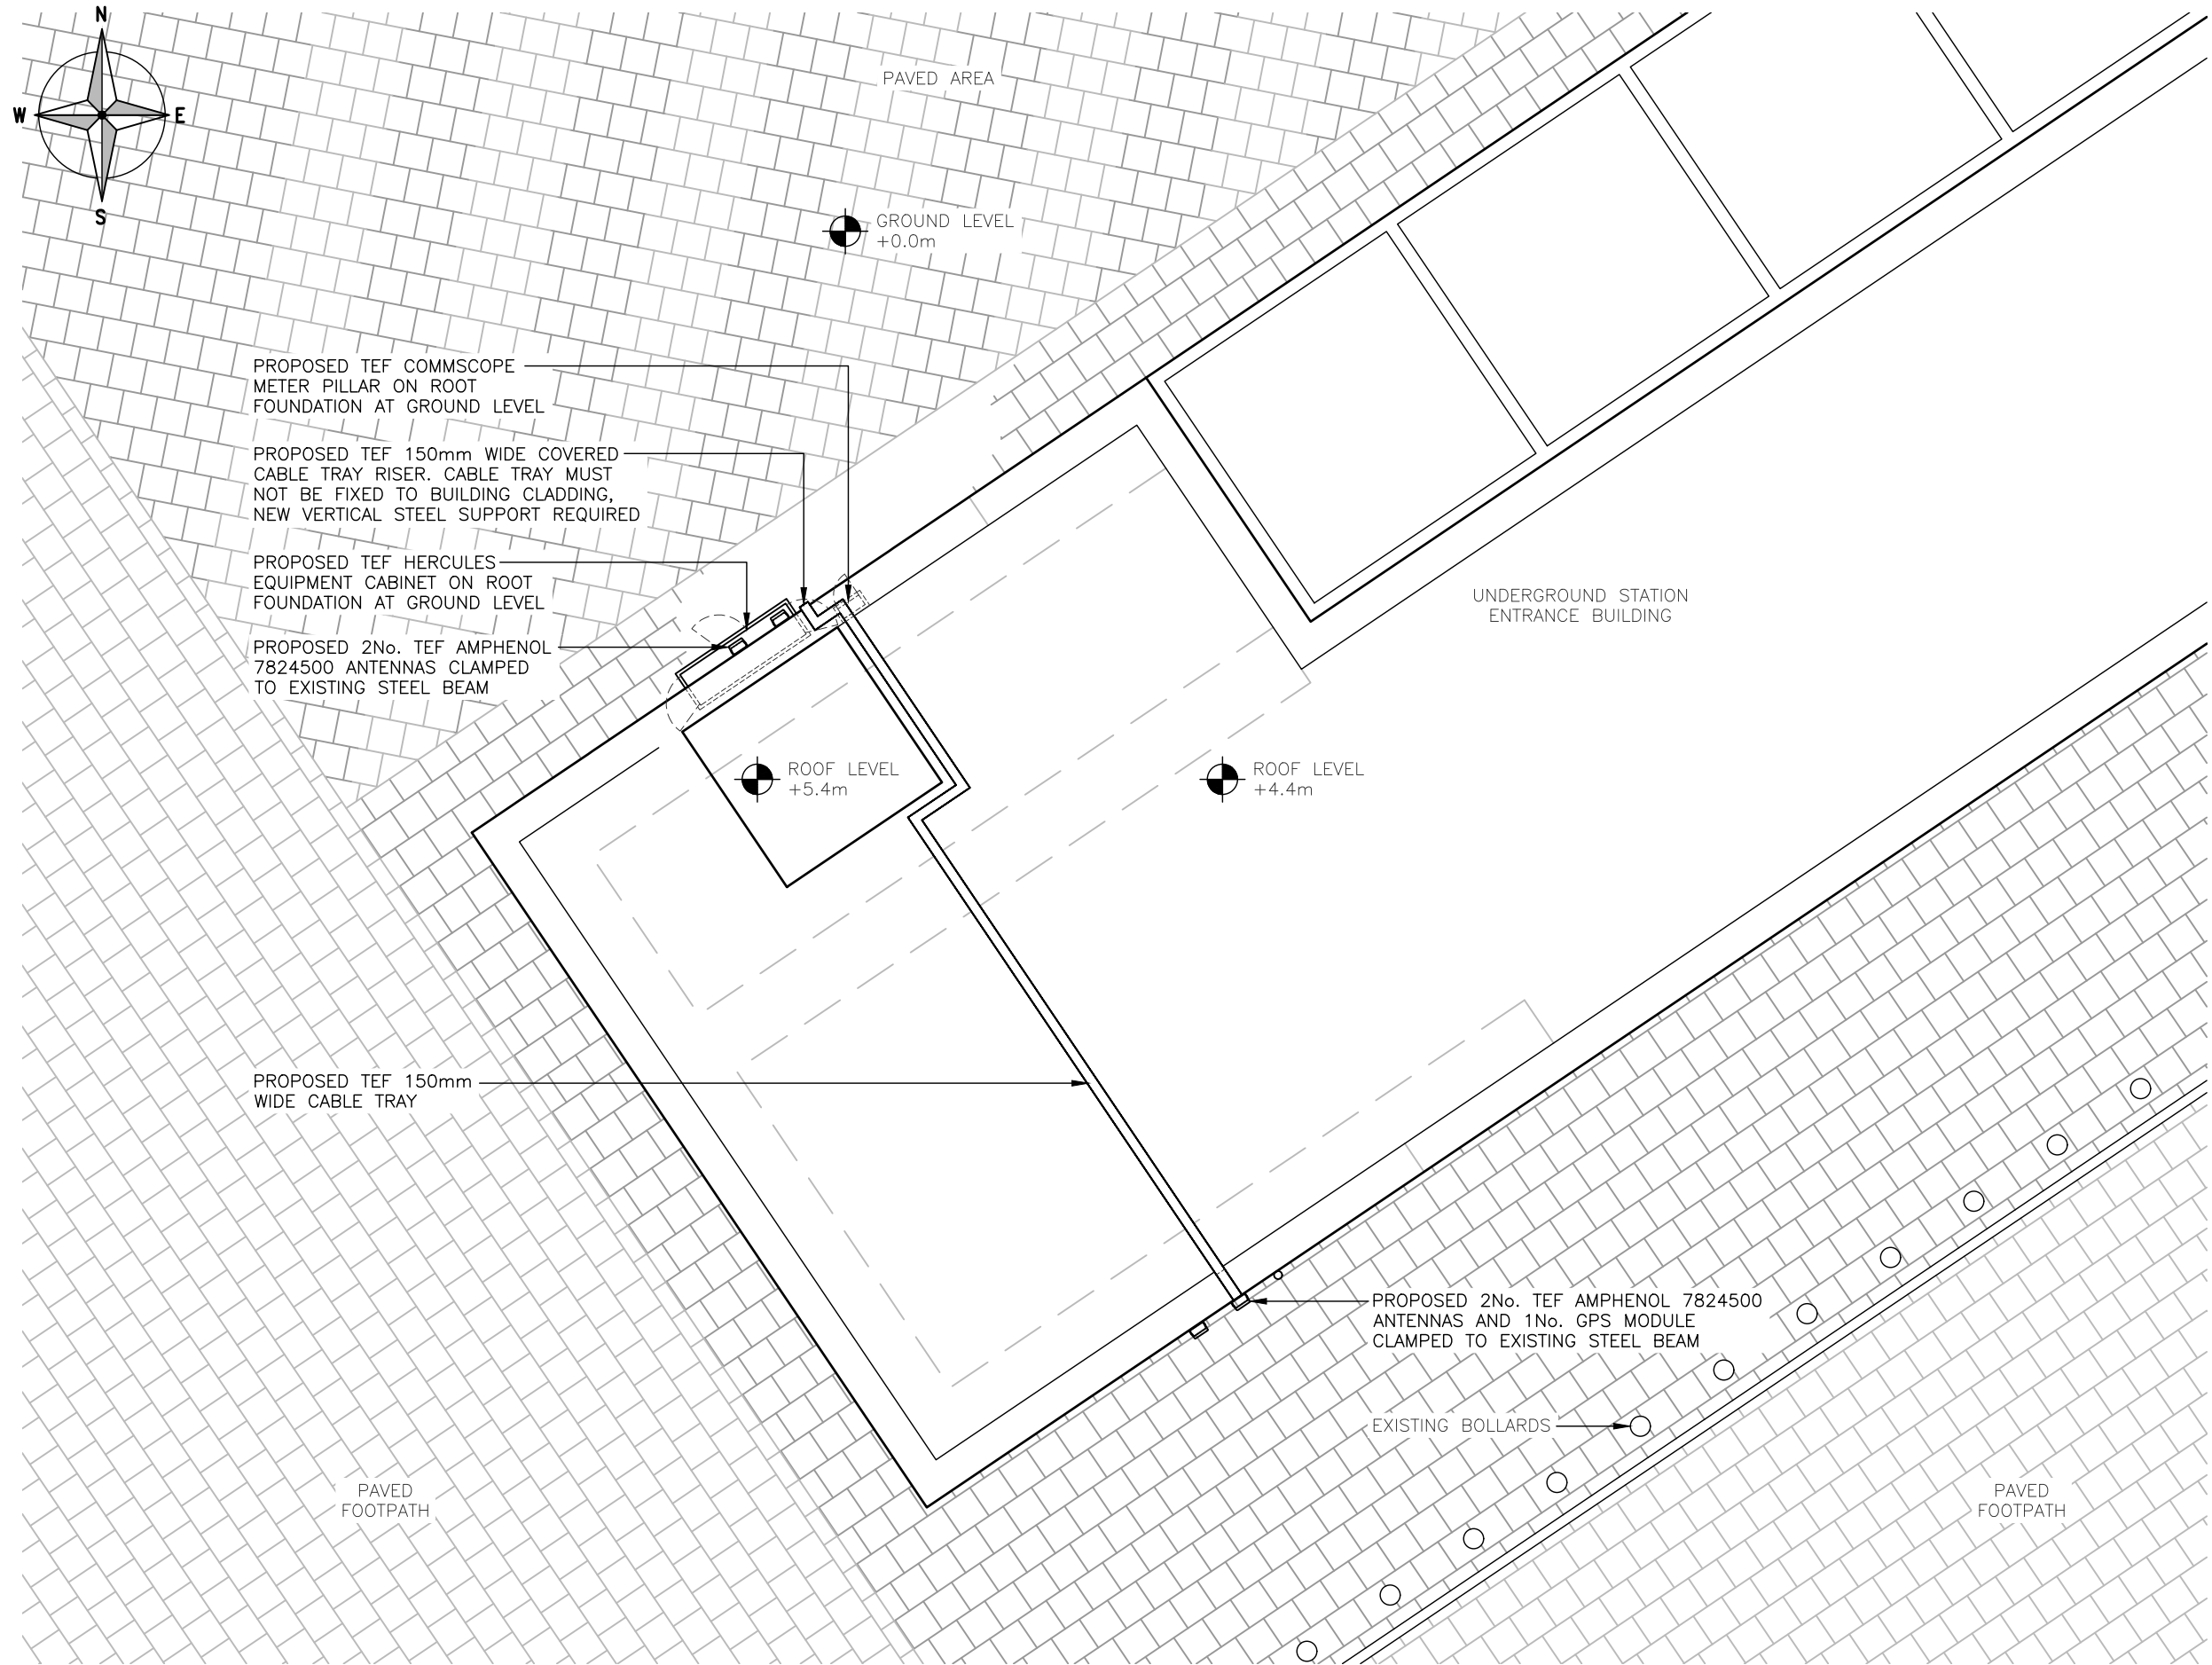 N
W E
S
PAVED AREA
GROUND LEVEL
+0.0m
PROPOSED TEF COMMSCOPE
METER PILLAR ON ROOT
FOUNDATION AT GROUND LEVEL
PROPOSED TEF 150mm WIDE COVERED
CABLE TRAY RISER. CABLE TRAY MUST
NOT BE FIXED TO BUILDING CLADDING,
NEW VERTICAL STEEL SUPPORT REQUIRED
PROPOSED TEF HERCULES
EQUIPMENT CABINET ON ROOT
FOUNDATION AT GROUND LEVEL
PROPOSED 2No. TEF AMPHENOL
7824500 ANTENNAS CLAMPED
TO EXISTING STEEL BEAM
UNDERGROUND STATION
ENTRANCE BUILDING
ROOF LEVEL
+5.4m
ROOF LEVEL
+4.4m
PROPOSED TEF 150mm
WIDE CABLE TRAY
PROPOSED 2No. TEF AMPHENOL 7824500
ANTENNAS AND 1No. GPS MODULE
CLAMPED TO EXISTING STEEL BEAM
EXISTING BOLLARDS
PAVED
FOOTPATH
PAVED
FOOTPATH